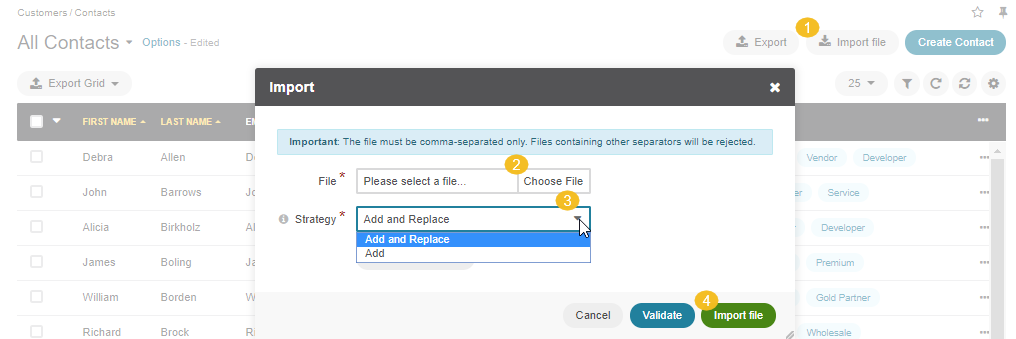 Customers / Contacts
All Contacts Options - Edited
Export 1 Import file Create Contact
Export Grid 25
Import
FIRST NAME LAST NAME
Important: The file must be comma-separated only. Files containing other separators will be rejected.
Debra Allen Vendor Developer
2
File * Please select a file... Choose File
John Barrows Service
3
Strategy * Add and Replace
Alicia Birkholz Developer
Add and Replace
Add
James Boling Premium
William Borden Gold Partner
4
Cancel Validate Import file
Richard Brock Wholesale